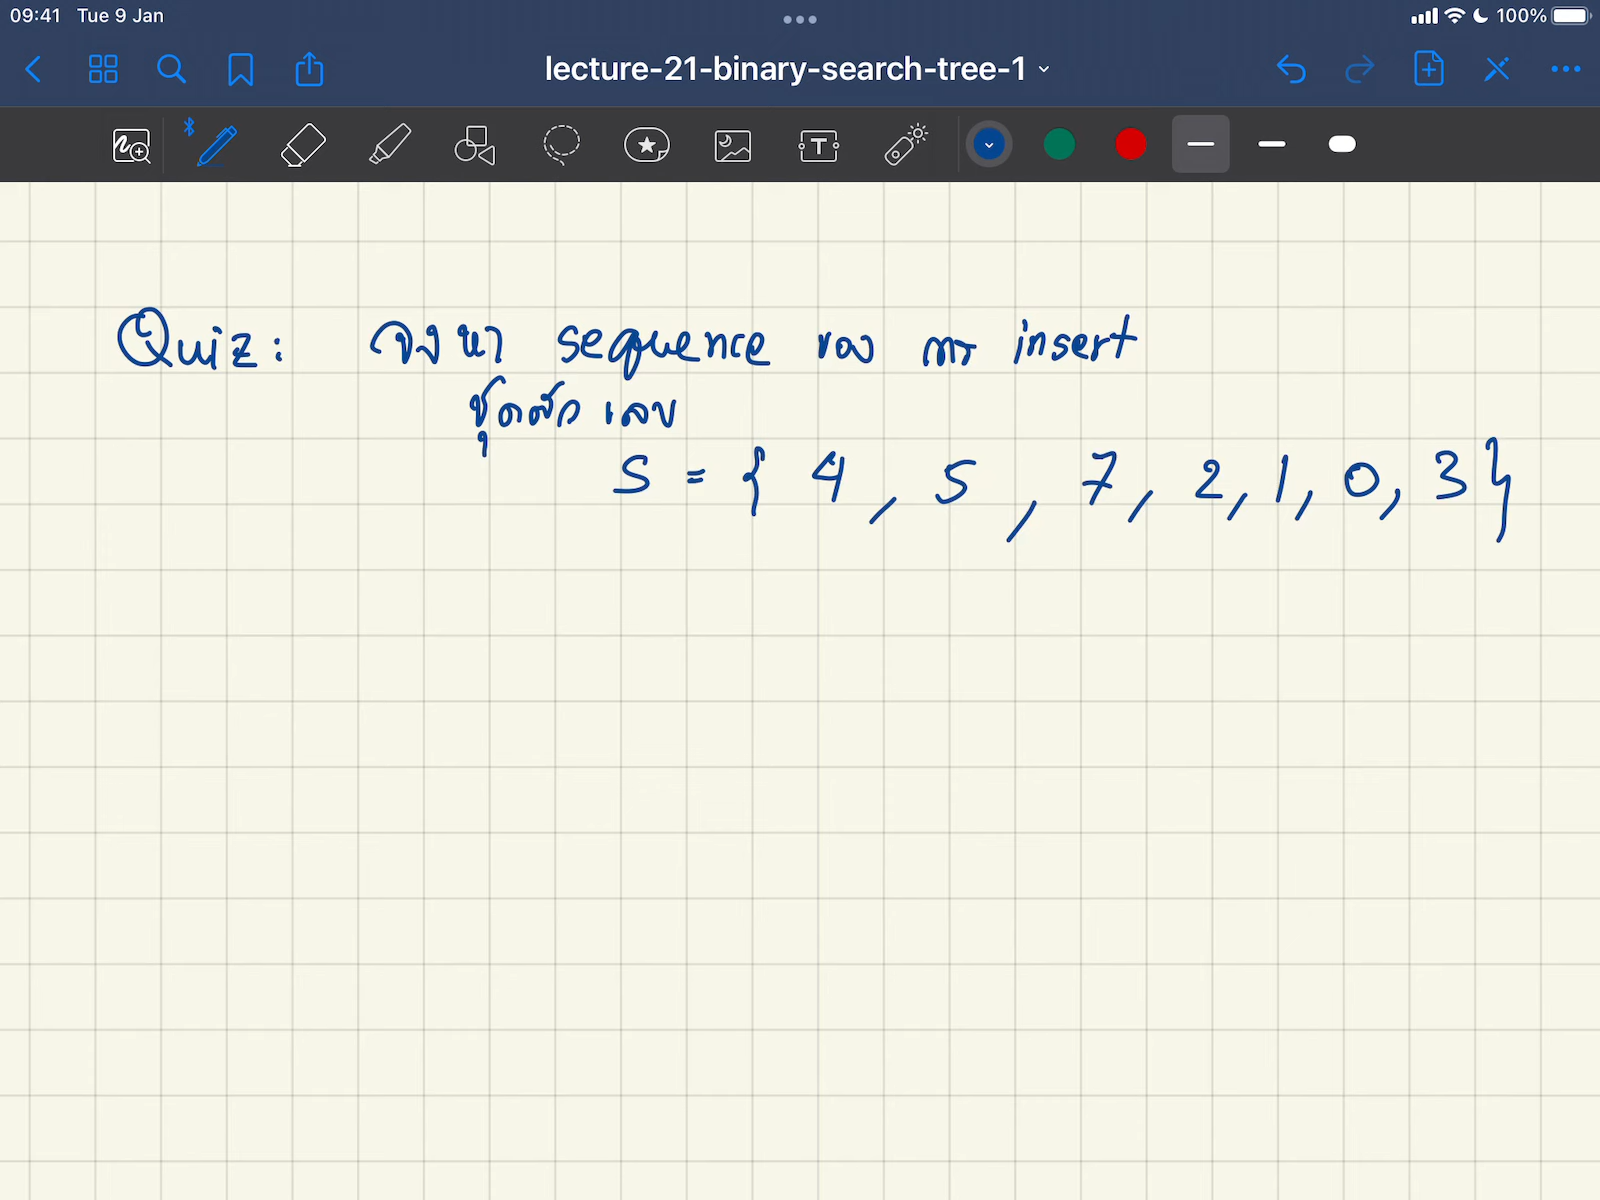 09:41 Tue 9 Jan 100%
lecture-21-binary-search-tree-1
Quiz: จงหา sequence ของ การ insert
ชุดตัวเลข
S = { 4 , 5 , 7 , 2 , 1 , 0 , 3 }